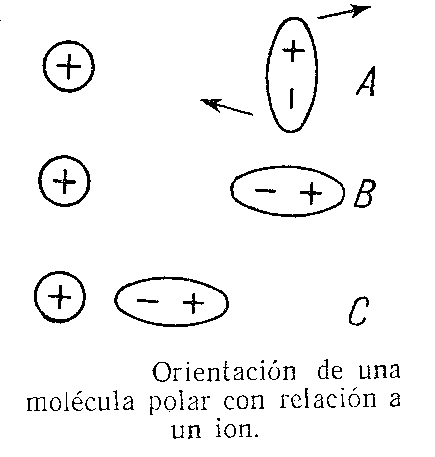 + + - A
+ - + B
+ - + C
Orientación de una
molécula polar con relación a
un ion.